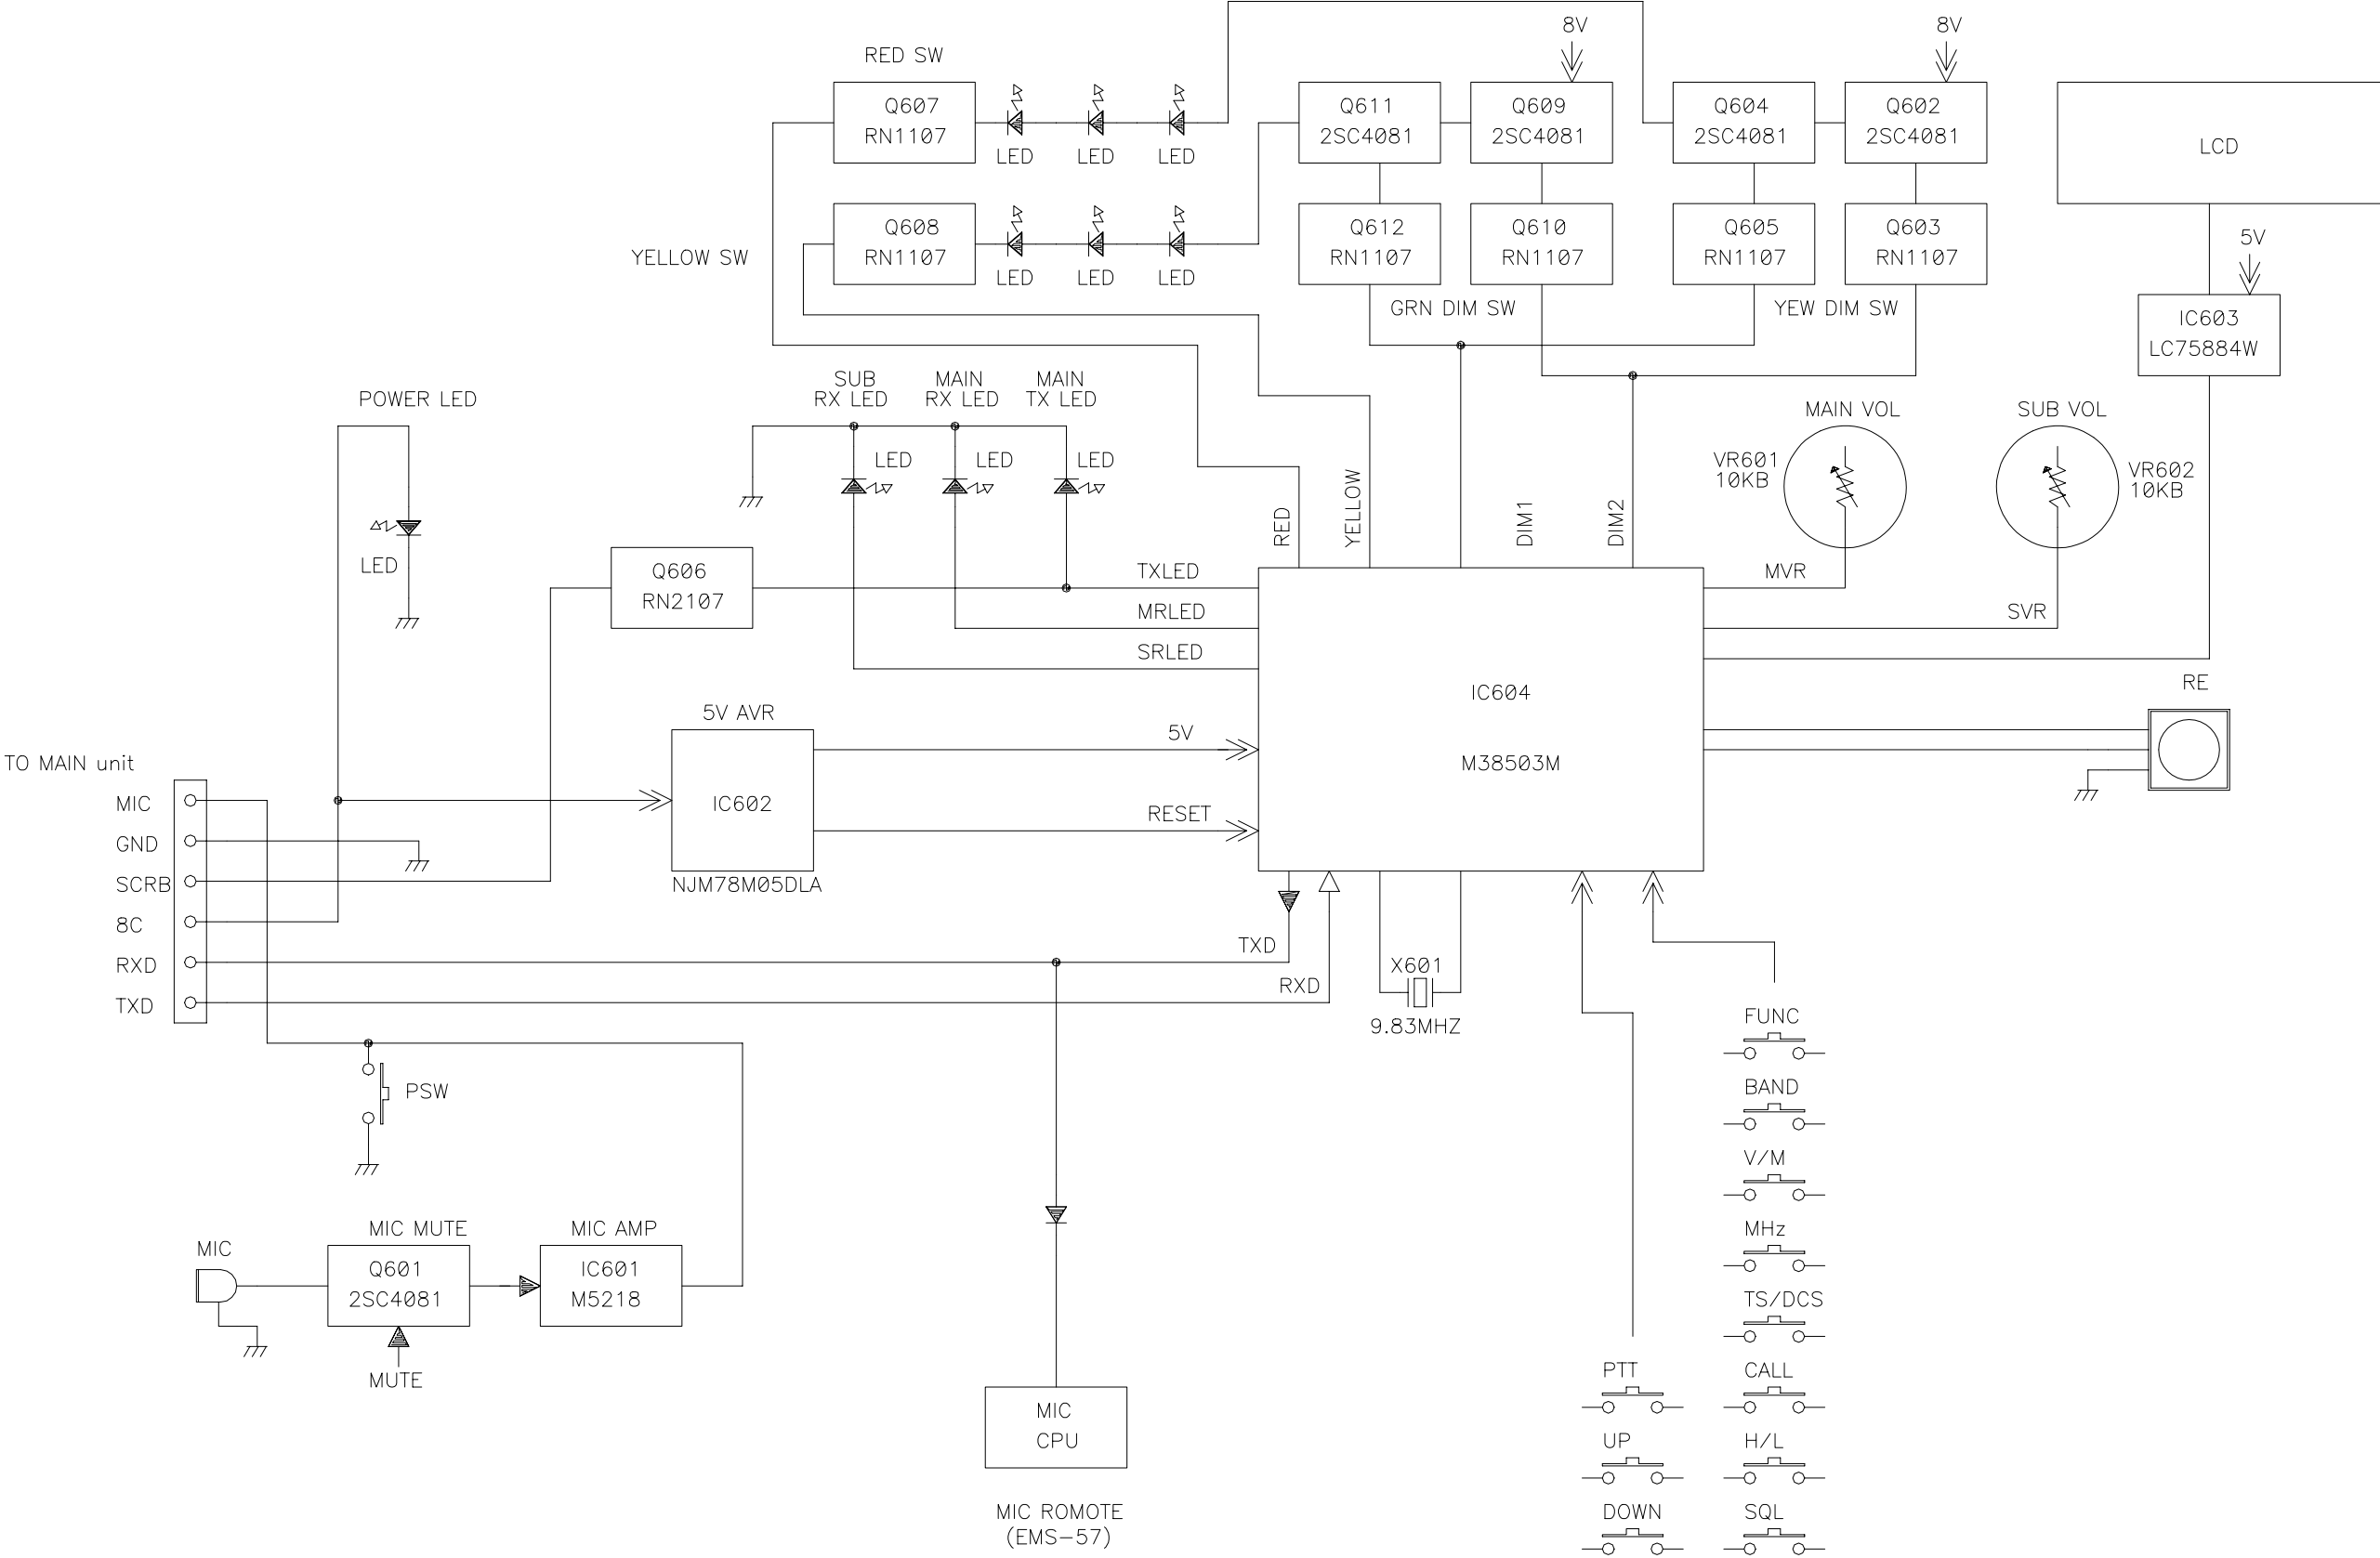 8V
8V
RED SW
Q607
RN1107
LED
LED
LED
Q611
2SC4081
Q609
2SC4081
Q604
2SC4081
Q602
2SC4081
LCD
YELLOW SW
Q608
RN1107
LED
LED
LED
Q612
RN1107
Q610
RN1107
Q605
RN1107
Q603
RN1107
5V
GRN DIM SW
YEW DIM SW
IC603
LC75884W
POWER LED
SUB
RX LED
MAIN
RX LED
MAIN
TX LED
MAIN VOL
SUB VOL
LED
LED
LED
VR601
10KB
VR602
10KB
RED
YELLOW
DIM1
DIM2
LED
Q606
RN2107
TXLED
MRLED
SRLED
MVR
SVR
IC604
M38503M
RE
5V AVR
IC602
NJM78M05DLA
5V
RESET
TO MAIN unit
MIC
GND
SCRB
8C
RXD
TXD
TXD
RXD
X601
9.83MHZ
PSW
FUNC
BAND
V/M
MHz
TS/DCS
MIC
MIC MUTE
Q601
2SC4081
MUTE
MIC AMP
IC601
M5218
MIC
CPU
MIC ROMOTE
(EMS-57)
PTT
CALL
UP
H/L
DOWN
SQL